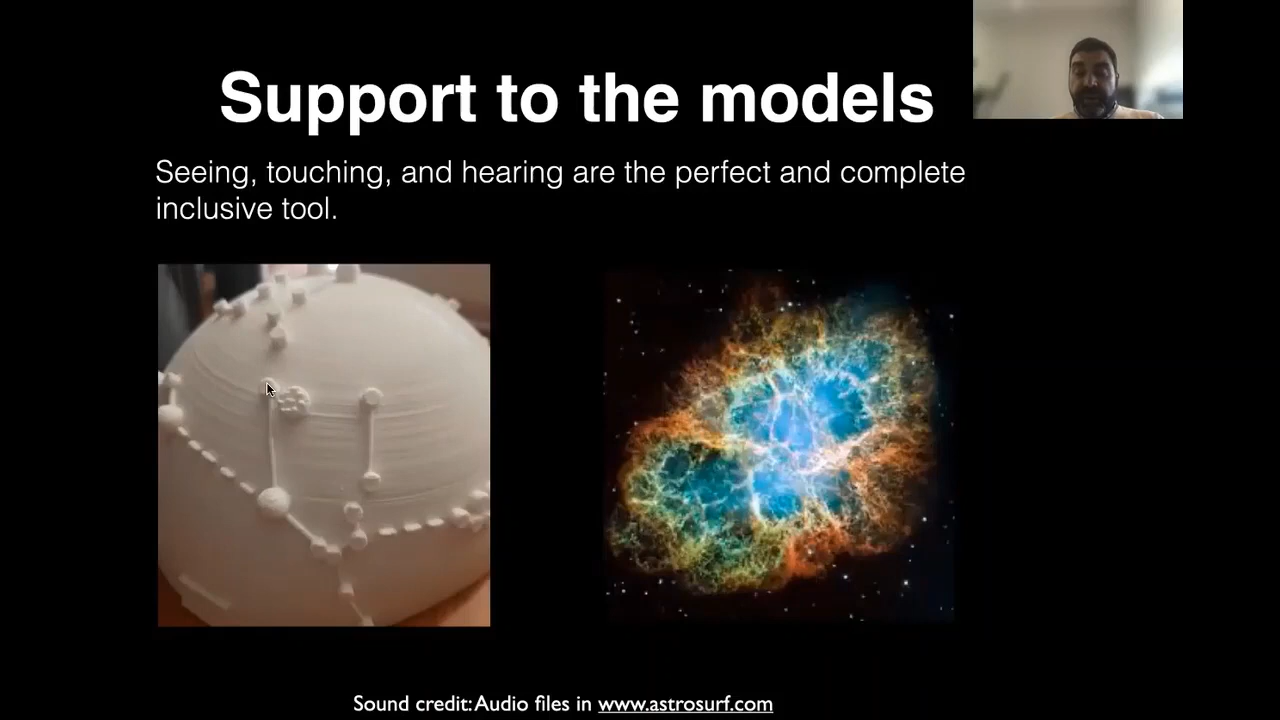 Support to the models
Seeing, touching, and hearing are the perfect and complete
inclusive tool.
Sound credit: Audio files in www.astrosurf.com